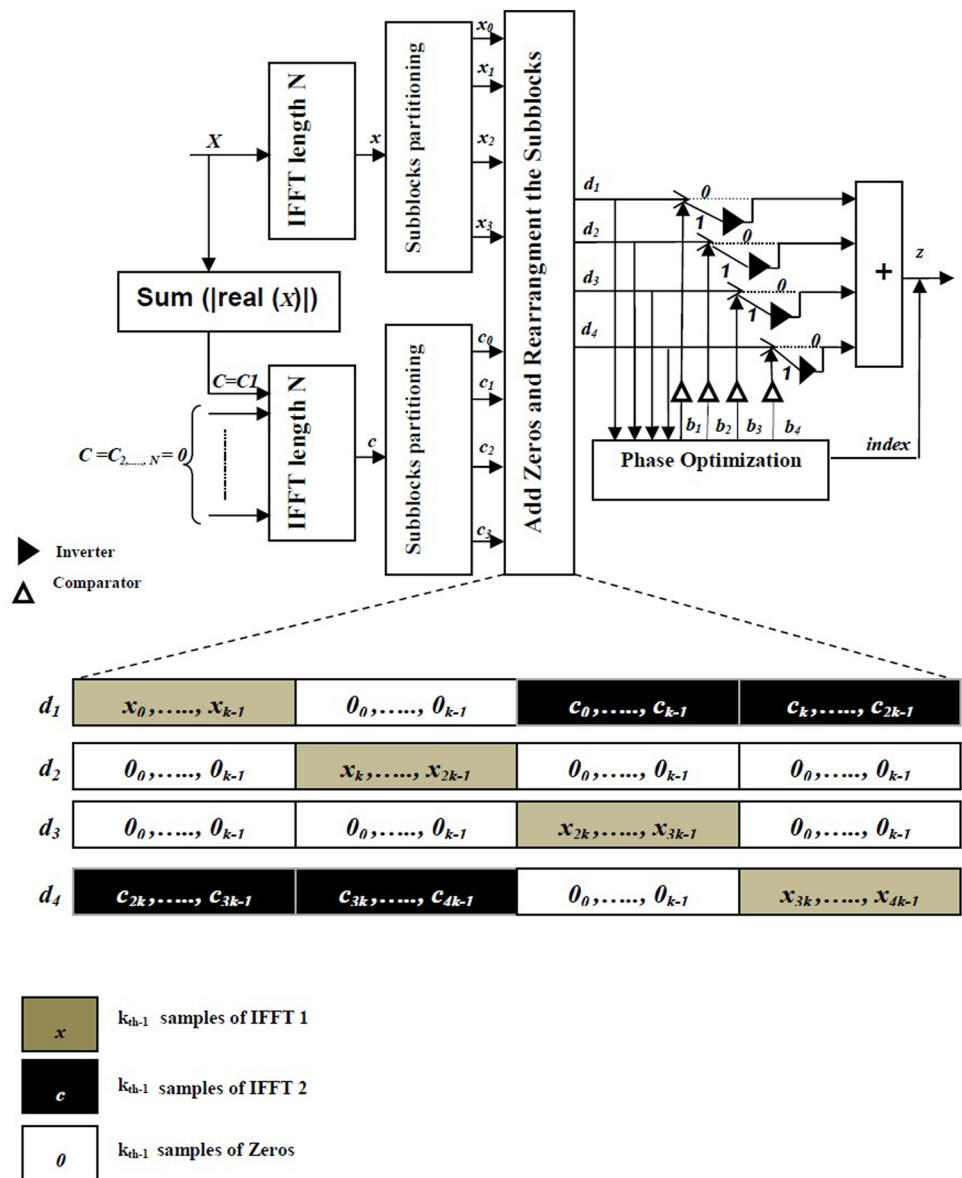 X
IFFT length N
x
Subblocks partitioning
x0
x1
x2
x3
Add Zeros and Rearrangment the Subblocks
Sum (|real (x)|)
C=C1
C =C2,....., N = 0
IFFT length N
c
Subblocks partitioning
c0
c1
c2
c3
d1
d2
d3
d4
0
1
0
1
0
1
0
1
+
z
b1 b2 b3 b4
index
Phase Optimization
Inverter
Comparator
d1 x0,....., xk-1 00,....., 0k-1 c0,....., ck-1 ck,....., c2k-1
d2 00,....., 0k-1 xk,....., x2k-1 00,....., 0k-1 00,....., 0k-1
d3 00,....., 0k-1 00,....., 0k-1 x2k,....., x3k-1 00,....., 0k-1
d4 c2k,....., c3k-1 c3k,....., c4k-1 00,....., 0k-1 x3k,....., x4k-1
x kth-1 samples of IFFT 1
c kth-1 samples of IFFT 2
0 kth-1 samples of Zeros